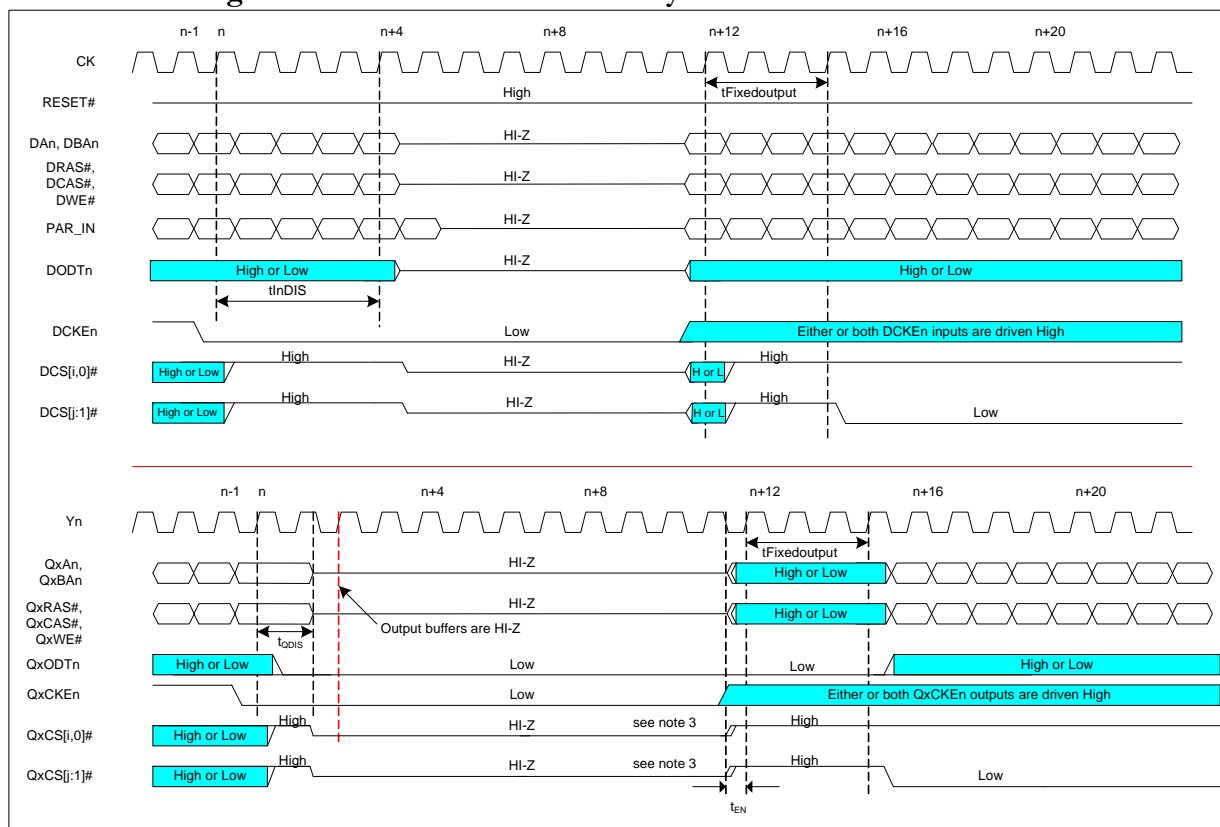 n-1 n n+4 n+8 n+12 n+16 n+20
CK
tFixedoutput
RESET# High
DAn, DBAn HI-Z
DRAS#,
DCAS#, HI-Z
DWE#
PAR_IN HI-Z
DODTn High or Low HI-Z High or Low
tInDIS
DCKEn Low Either or both DCKEn inputs are driven High
DCS[i,0]# High or Low High HI-Z H or L High
DCS[j:1]# High or Low High HI-Z H or L High Low
n-1 n n+4 n+8 n+12 n+16 n+20
Yn
tFixedoutput
QxAn,
QxBAn HI-Z High or Low
QxRAS#,
QxCAS#, HI-Z High or Low
QxWE#
tQDIS Output buffers are HI-Z
QxODTn High or Low Low Low High or Low
QxCKEn Low Either or both QxCKEn outputs are driven High
QxCS[i,0]# High or Low High HI-Z see note 3 High
QxCS[j:1]# High or Low High HI-Z see note 3 High Low
tEN